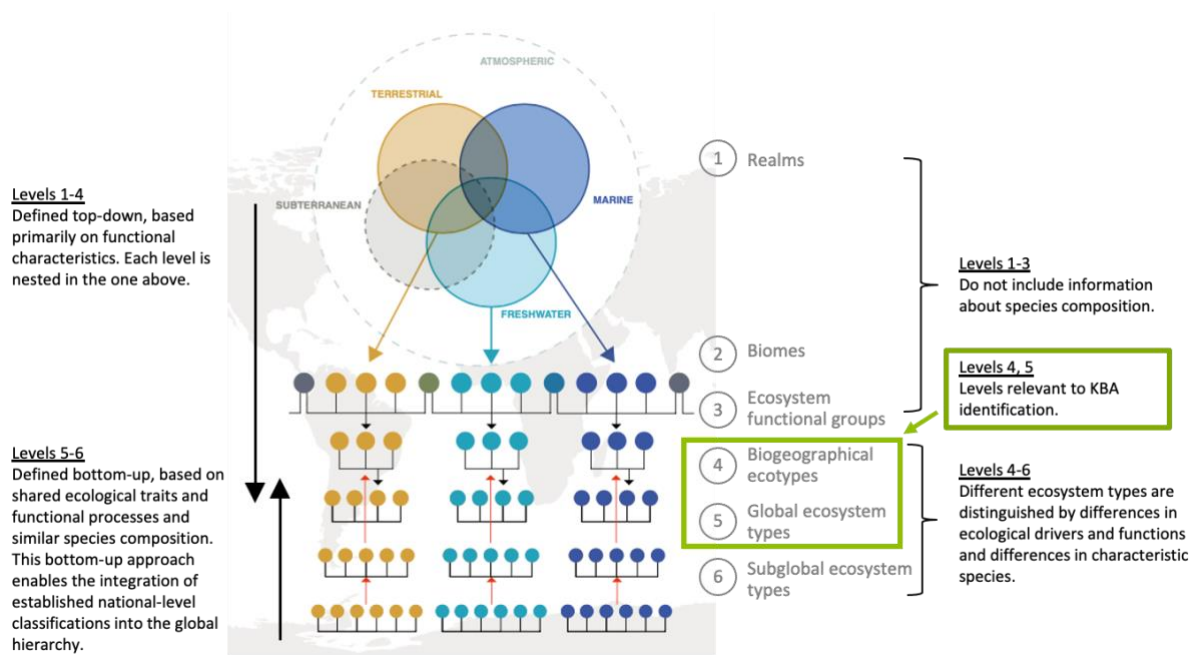 Levels 1-4
Defined top-down, based
primarily on functional
characteristics. Each level is
nested in the one above.
Levels 5-6
Defined bottom-up, based on
shared ecological traits and
functional processes and
similar species composition.
This bottom-up approach
enables the integration of
established national-level
classifications into the global
hierarchy.
ATMOSPHERIC
TERRESTRIAL
SUBTERRANEAN
MARINE
FRESHWATER
1 Realms
2 Biomes
3 Ecosystem
functional groups
4 Biogeographical
ecotypes
5 Global ecosystem
types
6 Subglobal ecosystem
types
Levels 1-3
Do not include information
about species composition.
Levels 4, 5
Levels relevant to KBA
identification.
Levels 4-6
Different ecosystem types are
distinguished by differences in
ecological drivers and functions
and differences in characteristic
species.